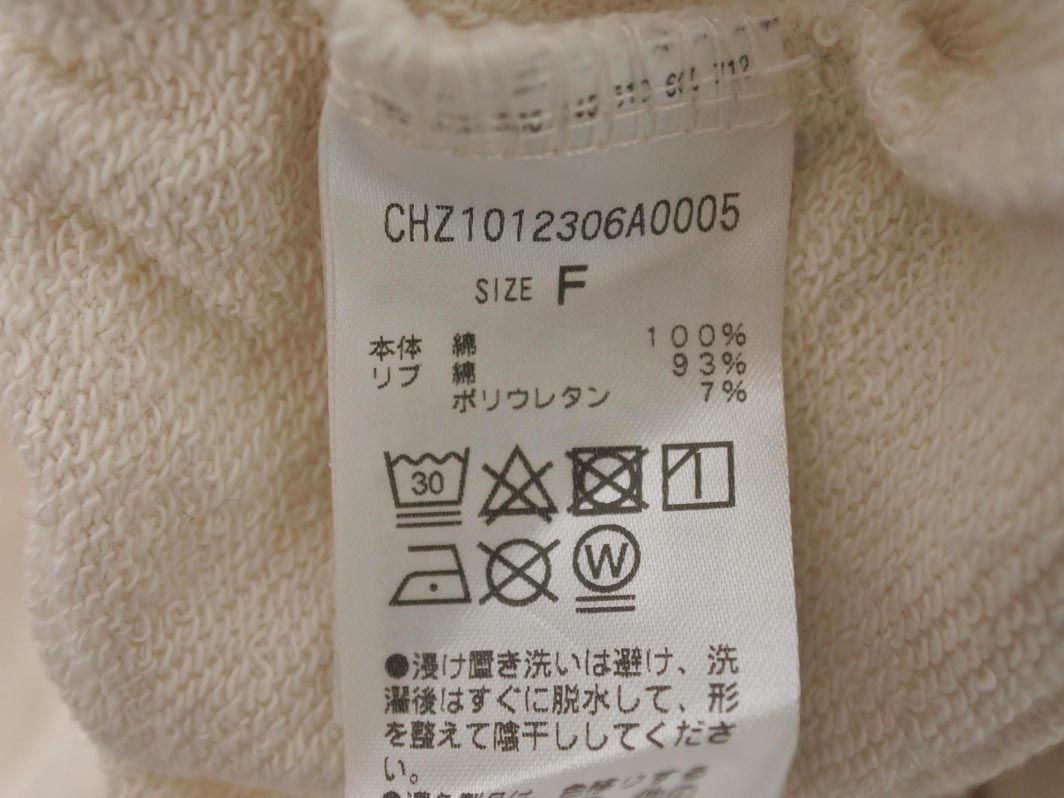 CHZ1012306A0005
SIZE F
本体 綿 100%
リブ 綿 93%
ポリウレタン 7%
30
W
●浸け置き洗いは避け、洗
濯後はすぐに脱水して、形
を整えて陰干ししてくださ
い。